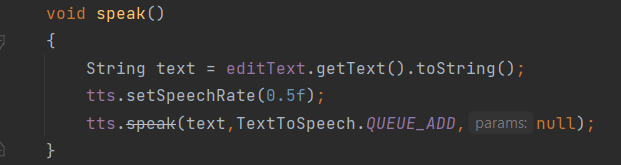 void speak()
{
String text = editText.getText().toString();
tts.setSpeechRate(0.5f);
tts.speak(text,TextToSpeech.QUEUE_ADD, params: null);
}